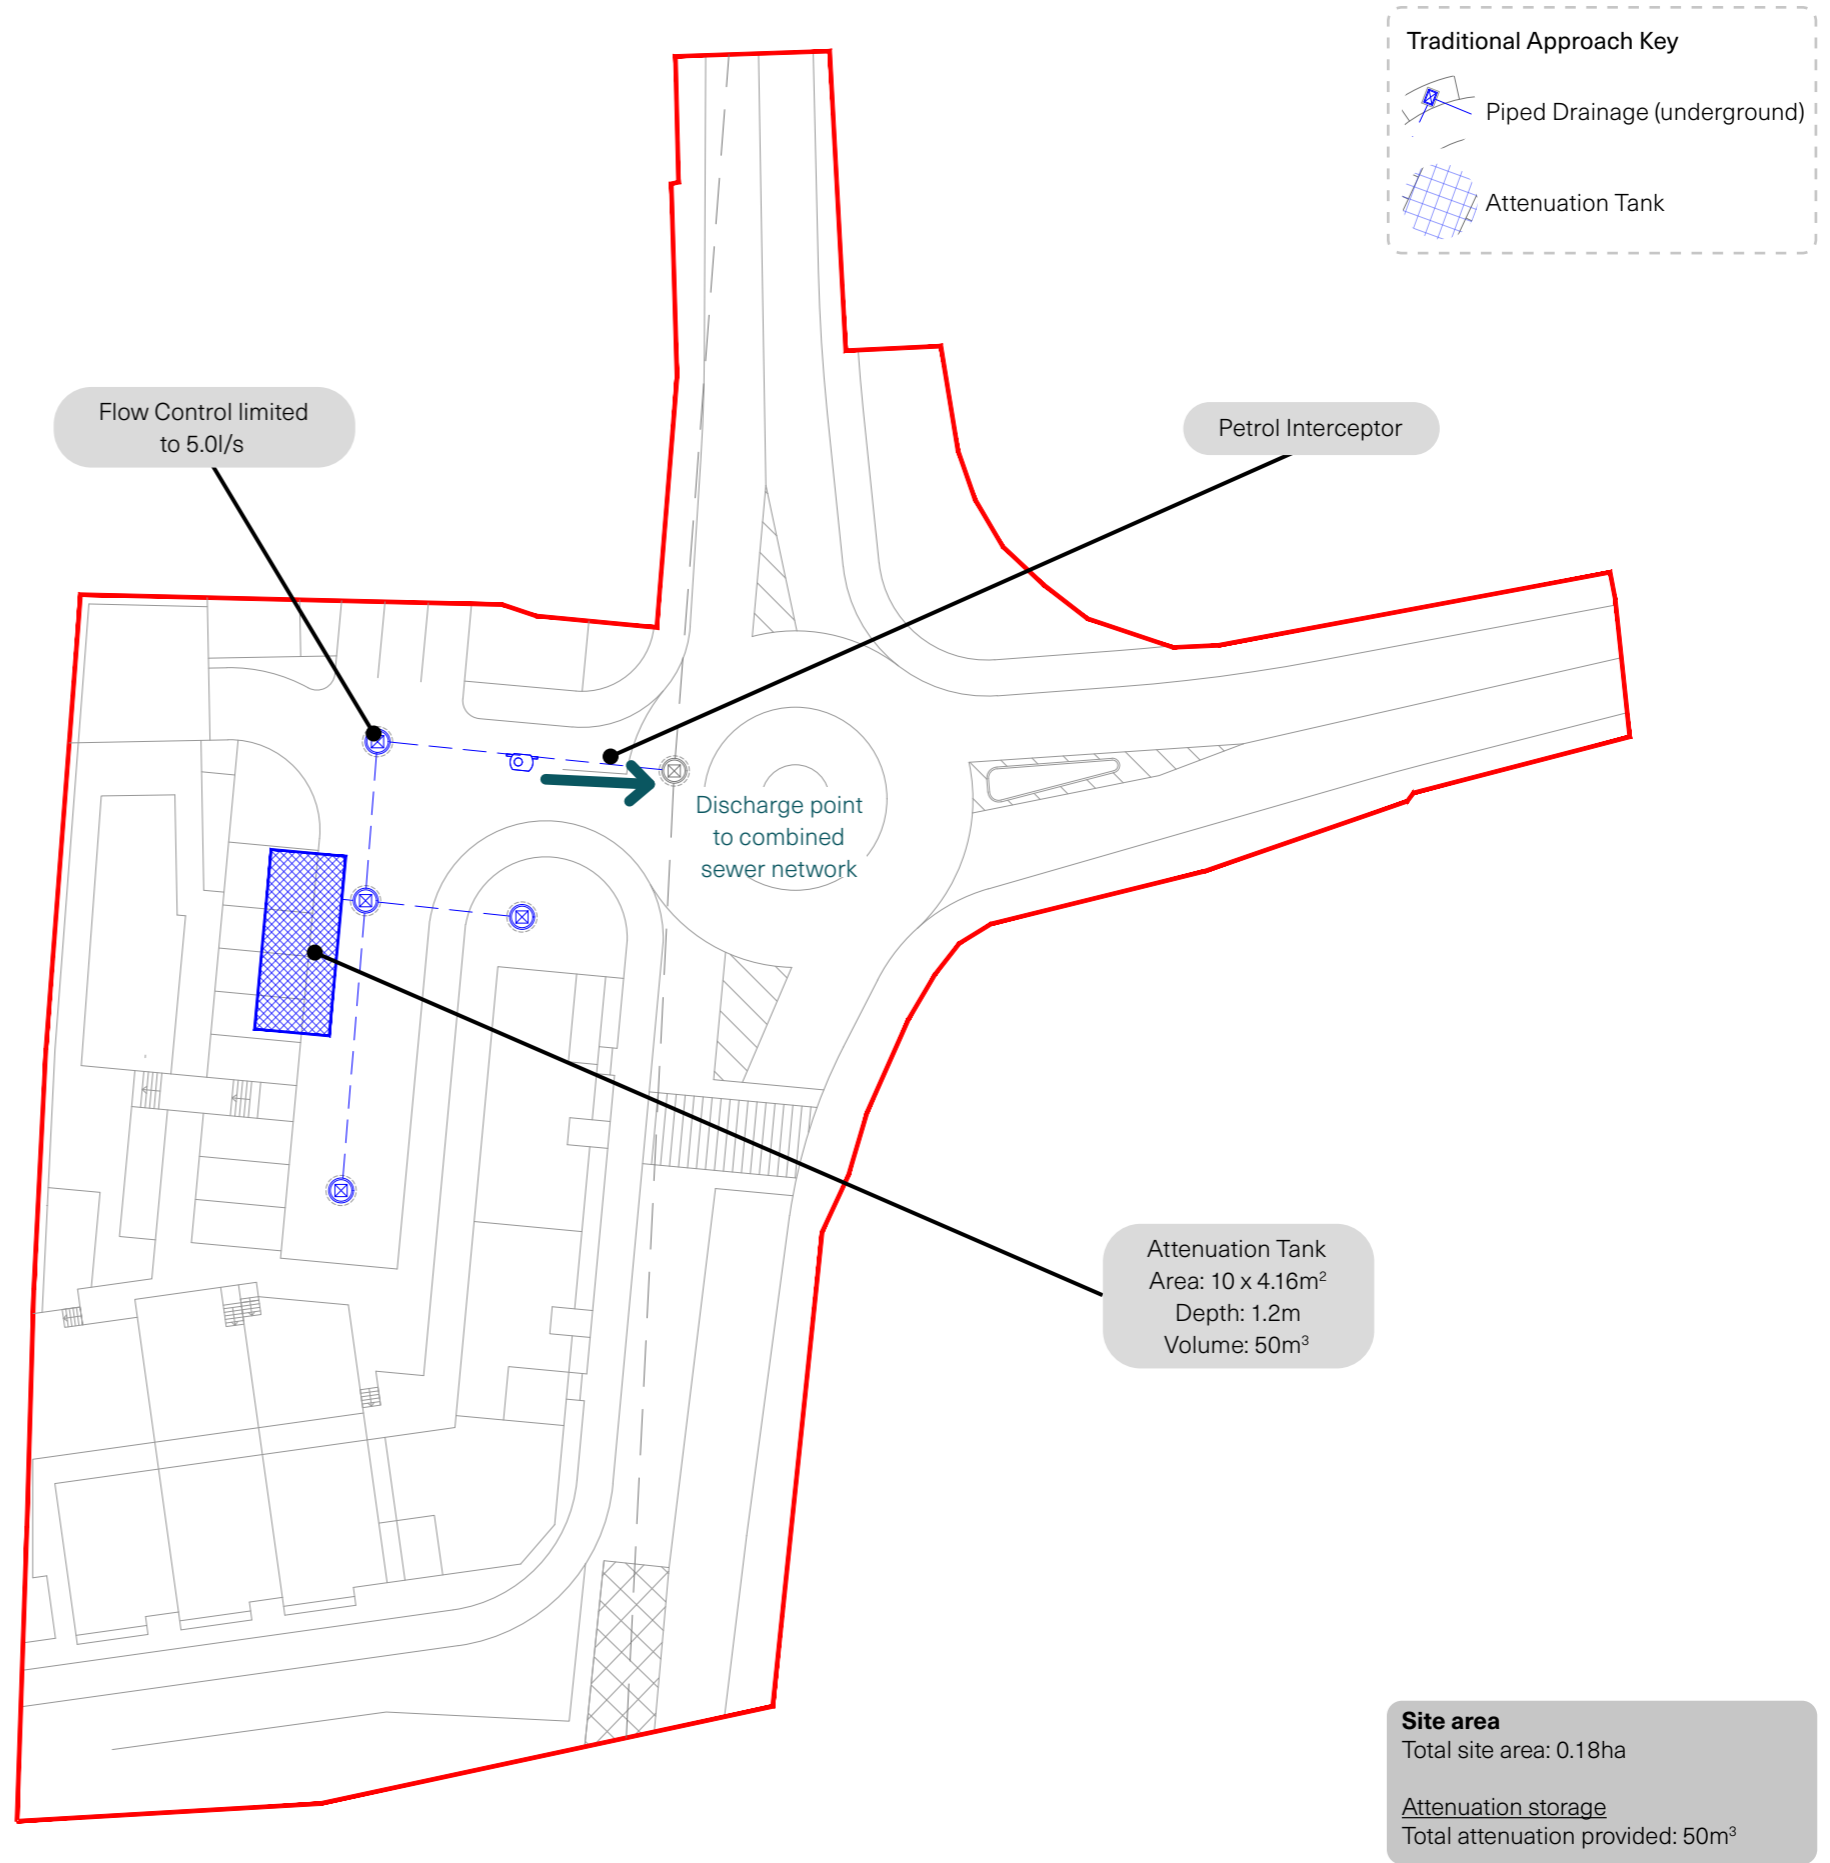 Traditional Approach Key
Piped Drainage (underground)
Attenuation Tank
Flow Control limited
to 5.0l/s
Petrol Interceptor
Discharge point
to combined
sewer network
Attenuation Tank
Area: 10 x 4.16m²
Depth: 1.2m
Volume: 50m³
Site area
Total site area: 0.18ha
Attenuation storage
Total attenuation provided: 50m³